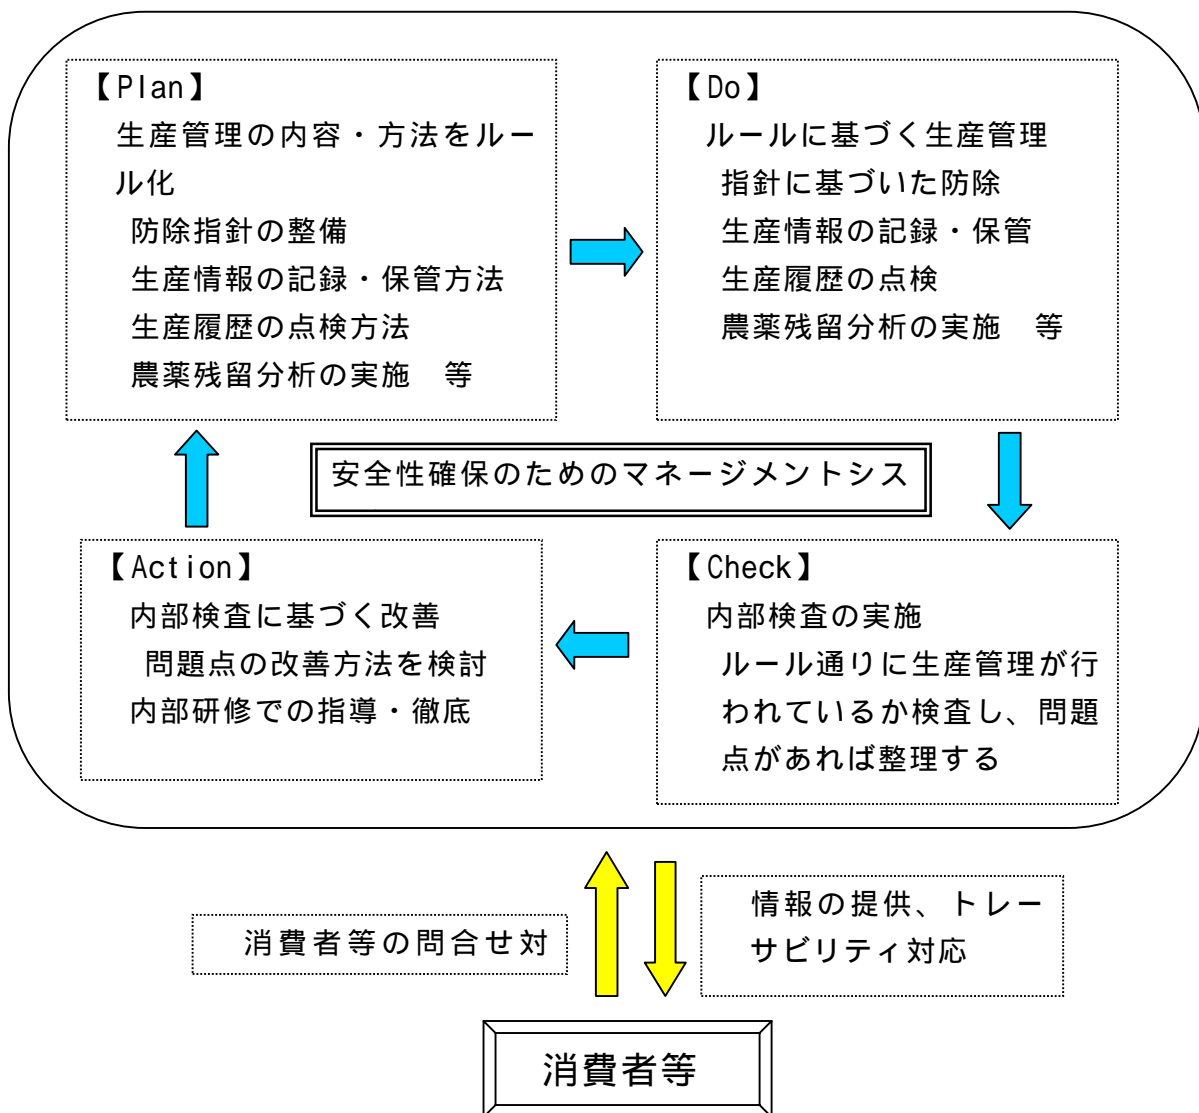 【Plan】
生産管理の内容・方法をルー
ル化
防除指針の整備
生産情報の記録・保管方法
生産履歴の点検方法
農薬残留分析の実施　等
【Do】
ルールに基づく生産管理
指針に基づいた防除
生産情報の記録・保管
生産履歴の点検
農薬残留分析の実施　等
安全性確保のためのマネージメントシス
【Action】
内部検査に基づく改善
問題点の改善方法を検討
内部研修での指導・徹底
【Check】
内部検査の実施
ルール通りに生産管理が行
われているか検査し、問題
点があれば整理する
消費者等の問合せ対
情報の提供、トレー
サビリティ対応
消費者等